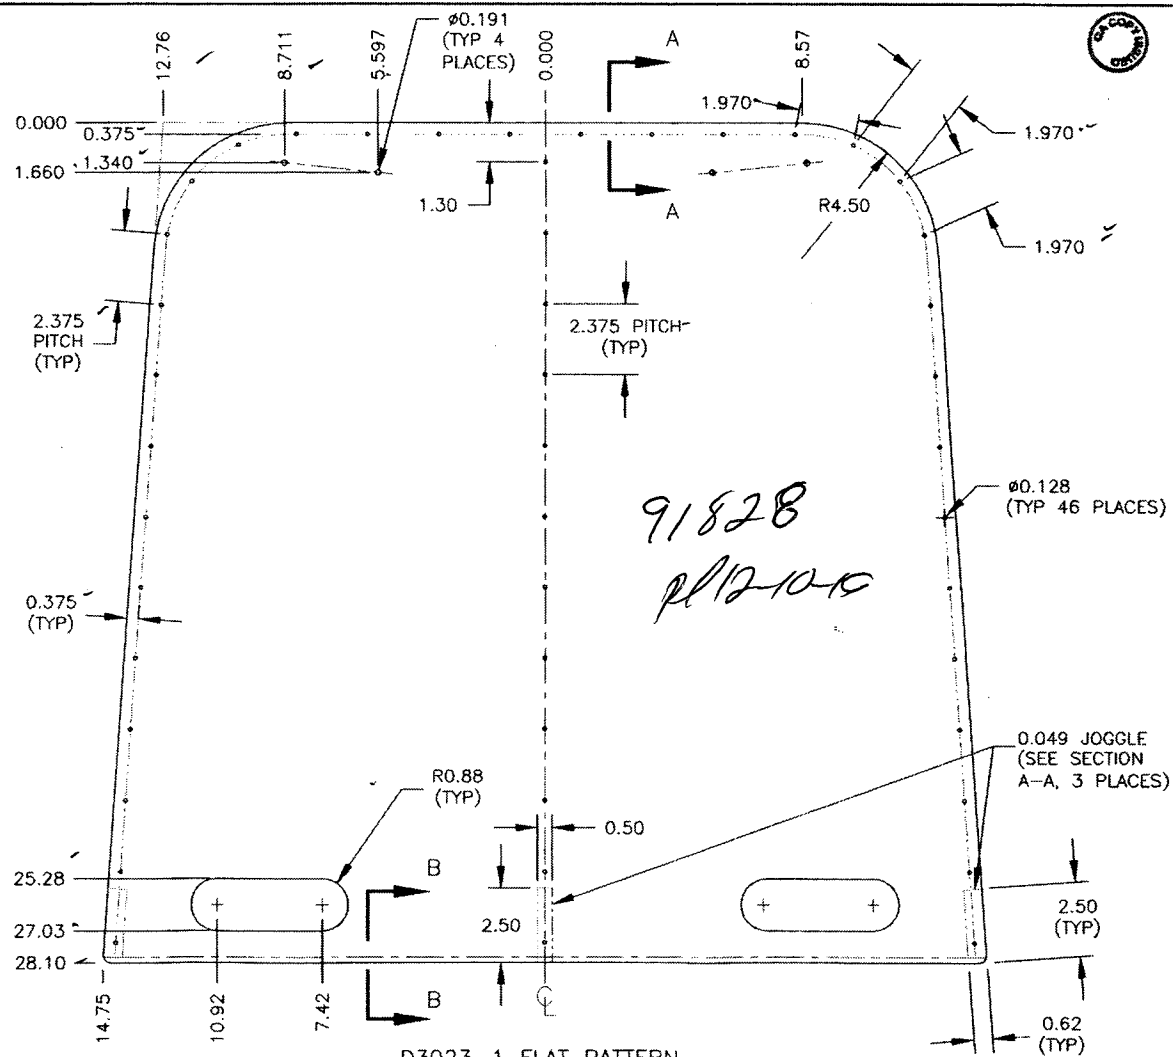 ø0.191
(TYP 4
PLACES)
12.76
8.711
5.597
0.000
A
8.57
0.000
0.375
1.340
1.660
1.30
1.970
1.970
1.970
R4.50
A
2.375
PITCH
(TYP)
2.375 PITCH
(TYP)
91828
ø0.128
(TYP 46 PLACES)
0.375
(TYP)
0.049 JOGGLE
(SEE SECTION
A-A, 3 PLACES)
R0.88
(TYP)
0.50
25.28
27.03
28.10
B
2.50
2.50
(TYP)
14.75
10.92
7.42
B
CL
0.62
(TYP)
D3023-1 FLAT PATTERN